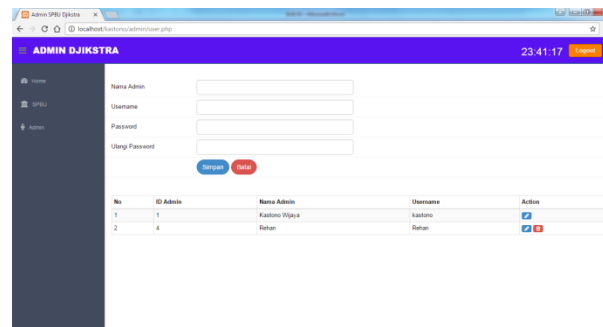 Admin SPBU Djikstra
localhost/kastono/admin/user.php
ADMIN DJIKSTRA
23:41:17
Logout
Home
SPBU
Admin
Nama Admin
Username
Password
Ulangi Password
Simpan
Batal
No ID Admin Nama Admin Username Action
1 1 Kastono Wijaya kastono
2 4 Rehan Rehan